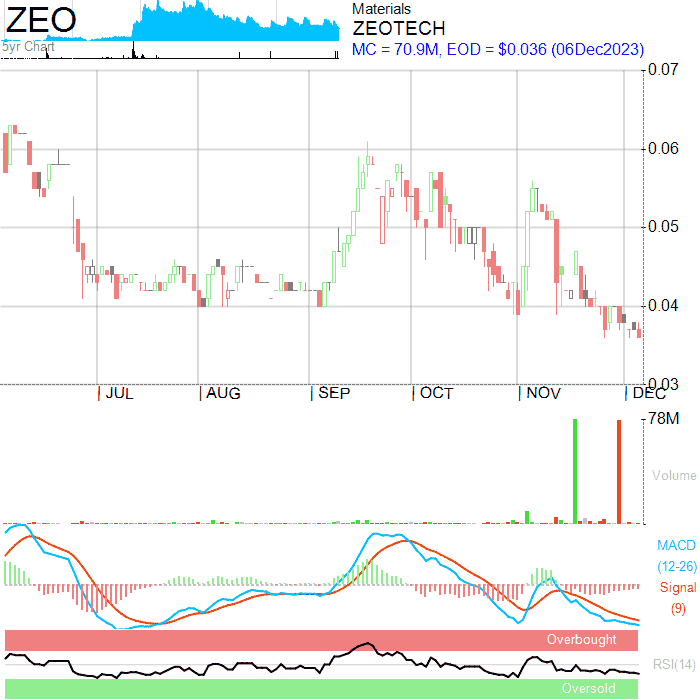 ZEO
5yr Chart
Materials
ZEOTECH
MC = 70.9M, EOD = $0.036 (06Dec2023)
0.07
0.06
0.05
0.04
0.03
JUL
AUG
SEP
OCT
NOV
DEC
78M
Volume
MACD
(12-26)
Signal
(9)
Overbought
RSI(14)
Oversold